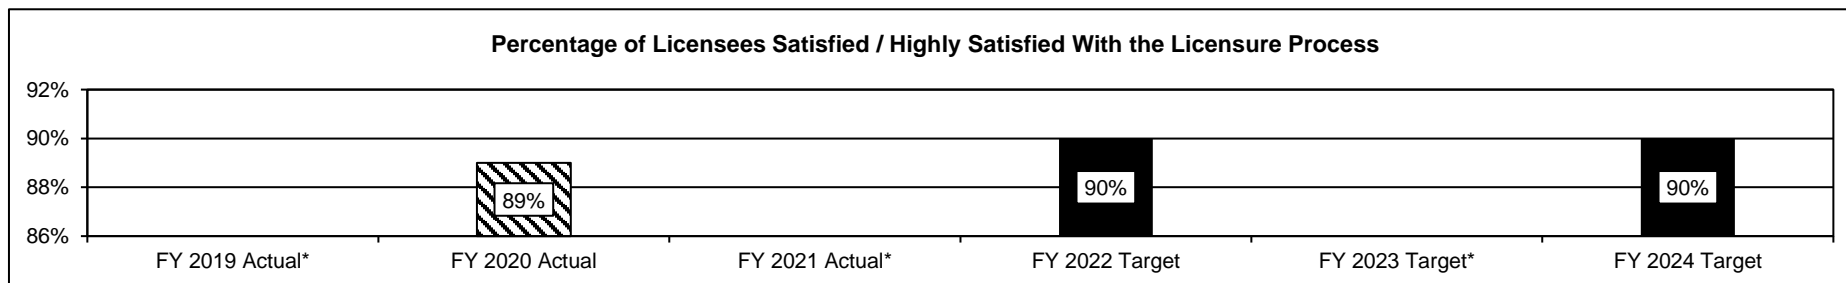 Percentage of Licensees Satisfied / Highly Satisfied With the Licensure Process
92%
90%
88%
86%
89%
90%
90%
FY 2019 Actual*
FY 2020 Actual
FY 2021 Actual*
FY 2022 Target
FY 2023 Target*
FY 2024 Target